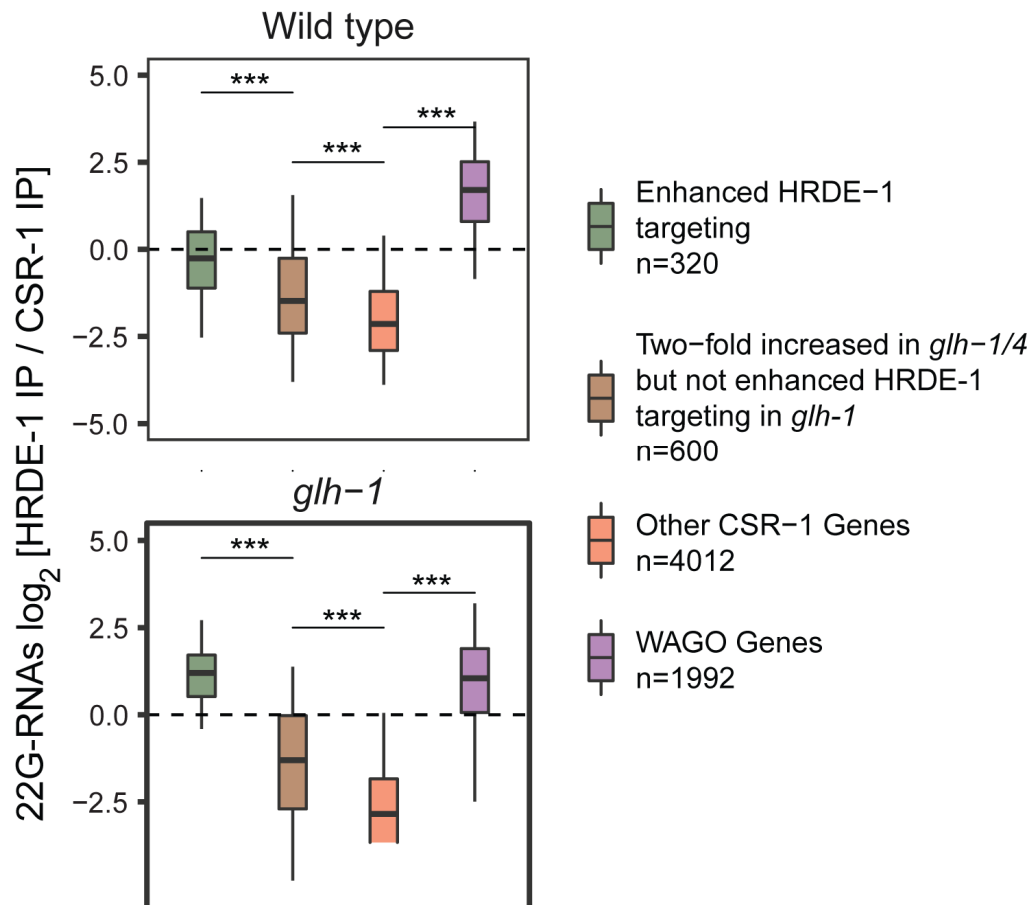 Wild type
22G-RNAs log2 [HRDE-1 IP / CSR-1 IP]
5.0
2.5
0.0
−2.5
−5.0
***
***
***
glh−1
5.0
2.5
0.0
−2.5
***
***
***
Enhanced HRDE−1
targeting
n=320
Two−fold increased in glh−1/4
but not enhanced HRDE-1
targeting in glh-1
n=600
Other CSR−1 Genes
n=4012
WAGO Genes
n=1992